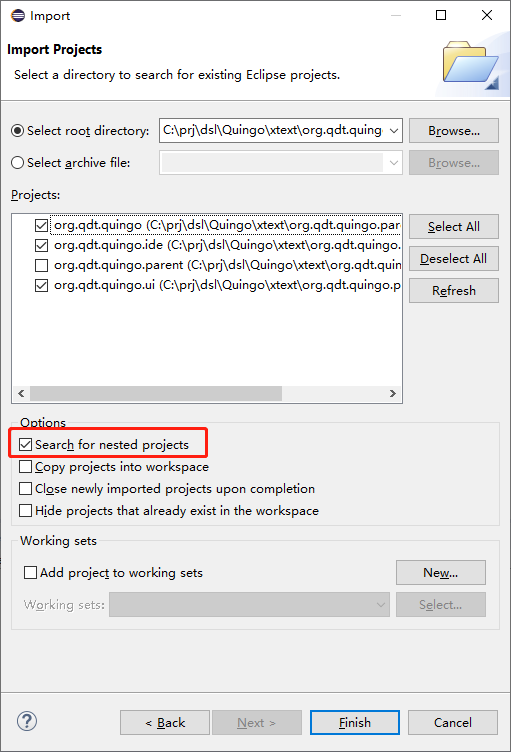 Import
Import Projects
Select a directory to search for existing Eclipse projects.
Select root directory: C:\prj\dsl\Quingo\xtext\org.qdt.quingo Browse...
Select archive file: Browse...
Projects:
org.qdt.quingo (C:\prj\dsl\Quingo\xtext\org.qdt.quingo.pare Select All
org.qdt.quingo.ide (C:\prj\dsl\Quingo\xtext\org.qdt.quingo.
org.qdt.quingo.parent (C:\prj\dsl\Quingo\xtext\org.qdt.quin Deselect All
org.qdt.quingo.ui (C:\prj\dsl\Quingo\xtext\org.qdt.quingo.p Refresh
Options
Search for nested projects
Copy projects into workspace
Close newly imported projects upon completion
Hide projects that already exist in the workspace
Working sets
Add project to working sets New...
Working sets: Select...
? < Back Next > Finish Cancel